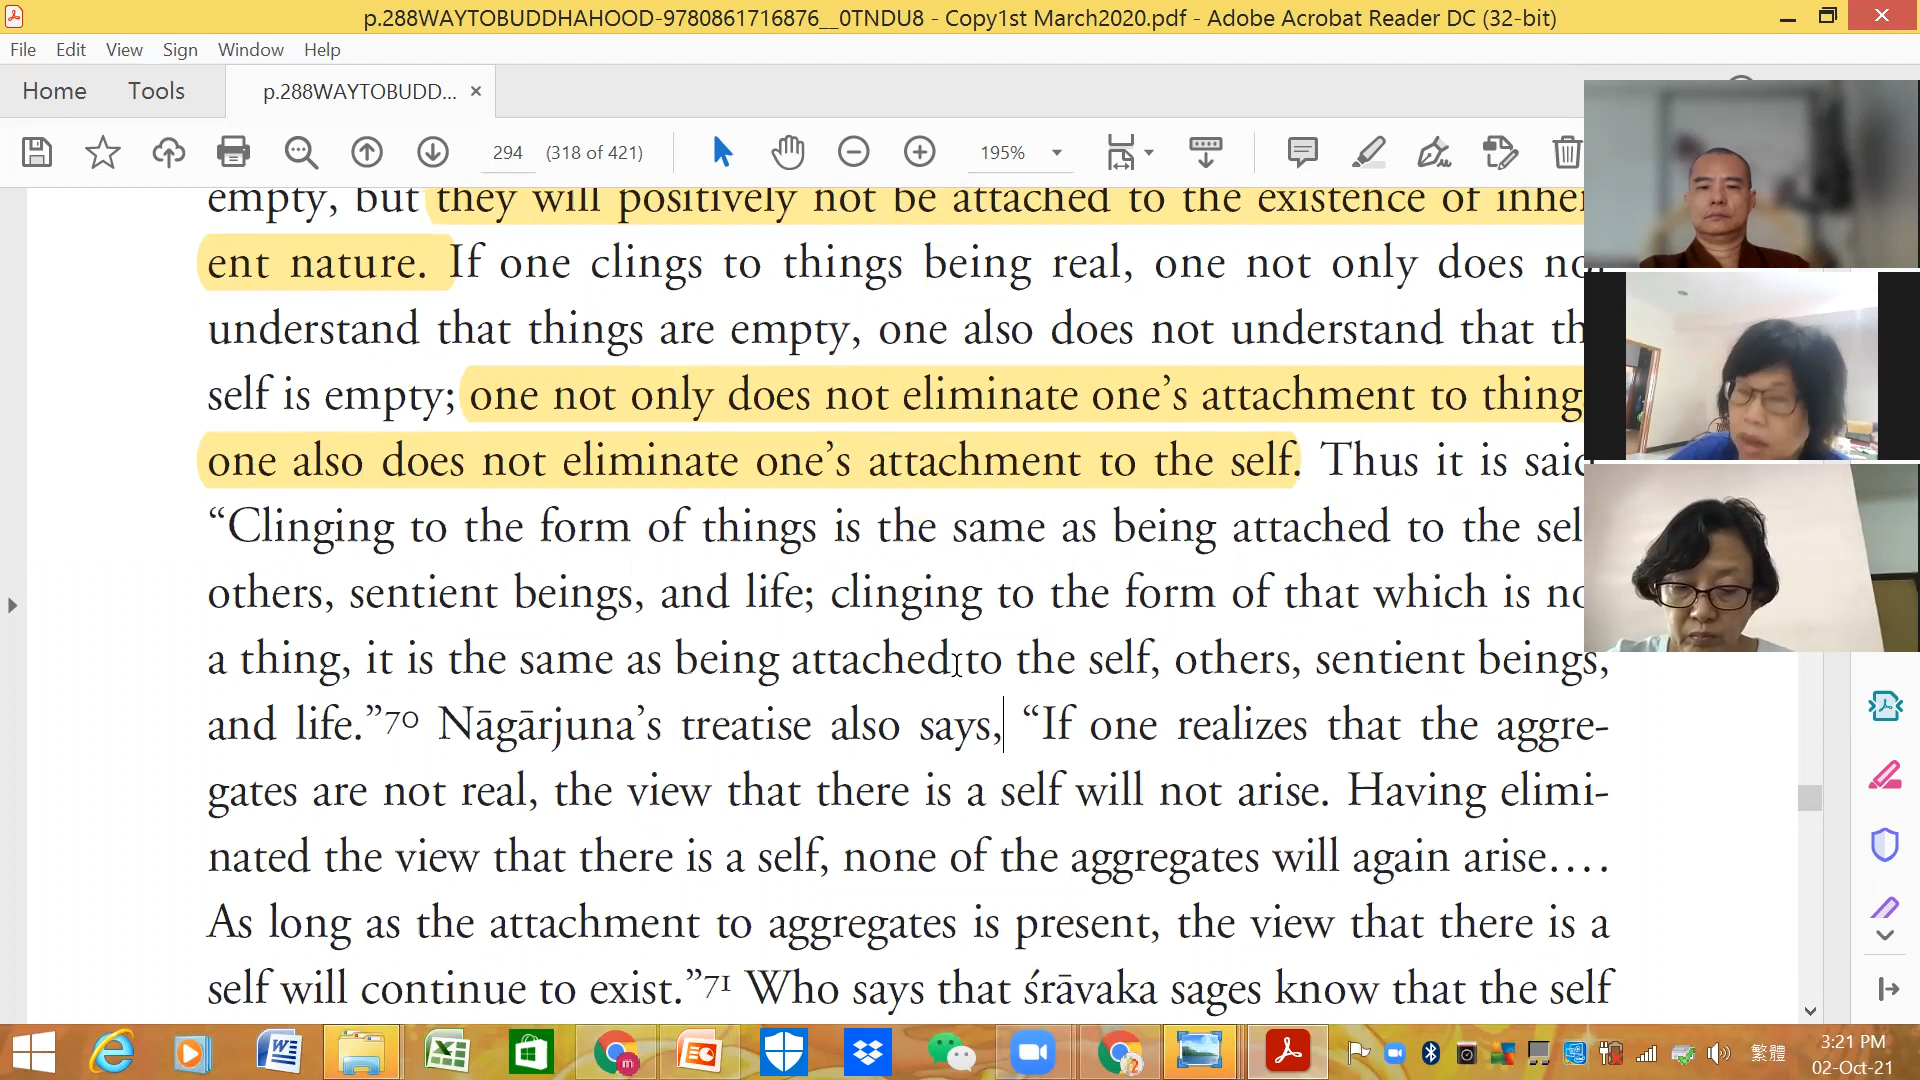 p.288WAYTOBUDDHAHOOD-9780861716876__0TNDU8 - Copy1st March2020.pdf - Adobe Acrobat Reader DC (32-bit)
File Edit View Sign Window Help
Home Tools p.288WAYTOBUDD... ×
294 (318 of 421) 195%
empty, but they will positively not be attached to the existence of inher
ent nature. If one clings to things being real, one not only does not
understand that things are empty, one also does not understand that th
self is empty; one not only does not eliminate one's attachment to thing
one also does not eliminate one's attachment to the self. Thus it is said
“Clinging to the form of things is the same as being attached to the sel
others, sentient beings, and life; clinging to the form of that which is no
a thing, it is the same as being attached to the self, others, sentient beings,
and life.”70 Nāgārjuna’s treatise also says, “If one realizes that the aggre-
gates are not real, the view that there is a self will not arise. Having elimi-
nated the view that there is a self, none of the aggregates will again arise....
As long as the attachment to aggregates is present, the view that there is a
self will continue to exist.”71 Who says that śrāvaka sages know that the self
繁體
3:21 PM
02-Oct-21